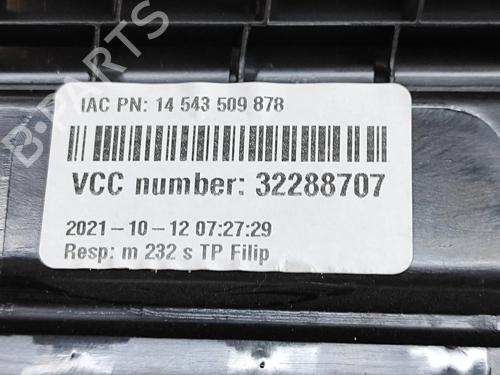 B-PARTS
IAC PN: 14 543 509 878
VCC number: 32288707
2021-10-12 07:27:29
Resp: m 232 s TP Filip